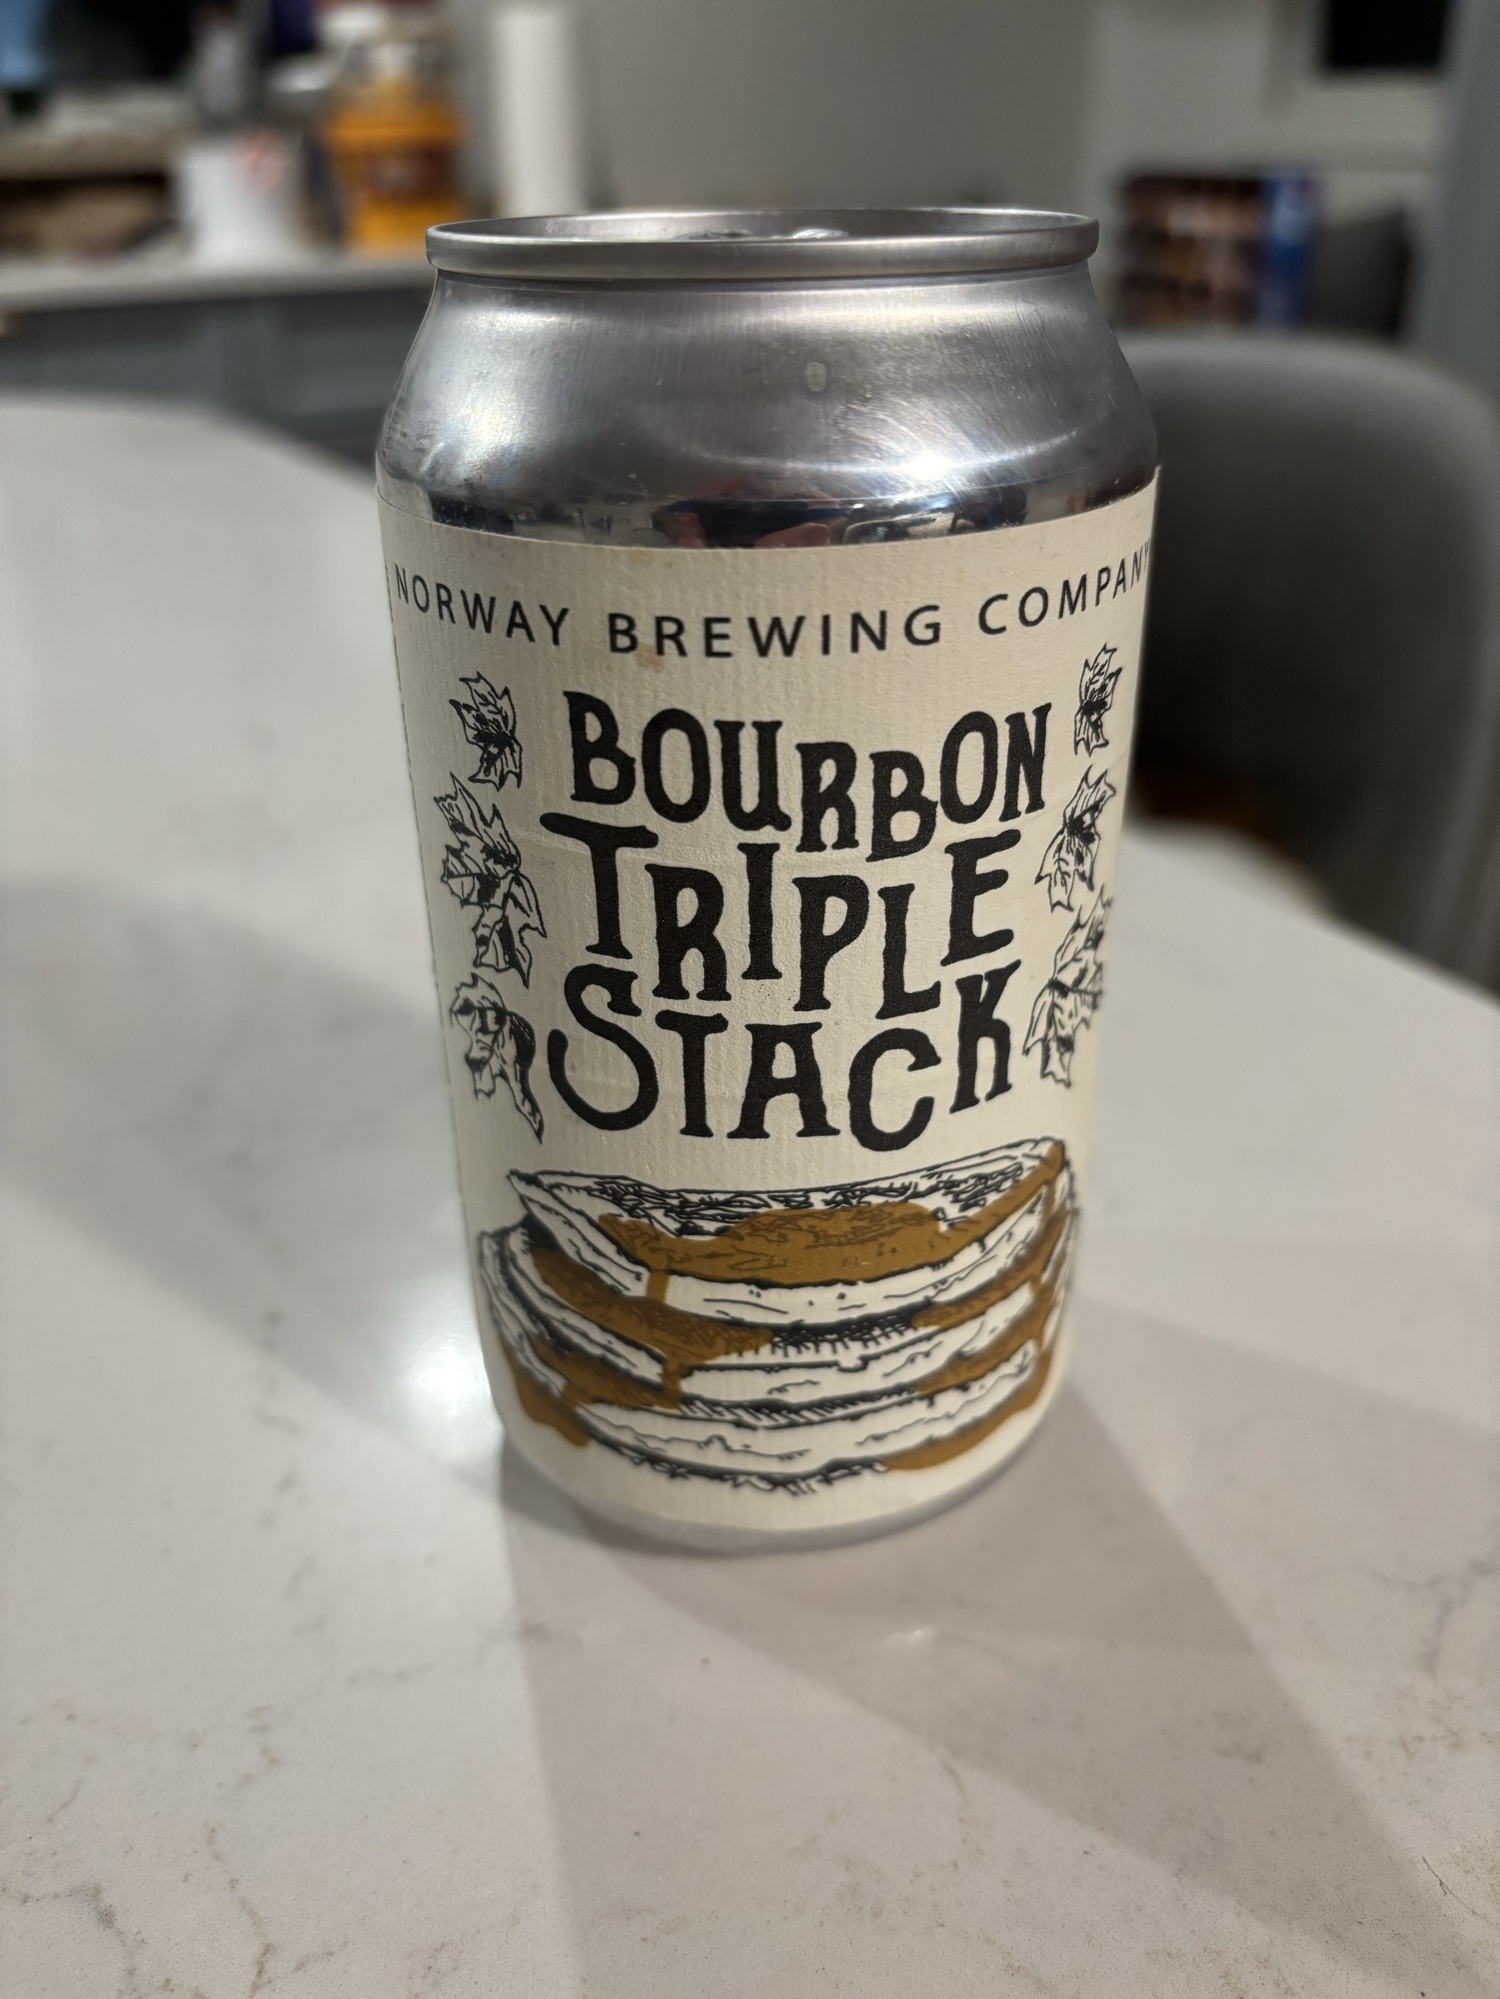 NORWAY BREWING COMPANY
BOURBON
TRIPLE
STACK